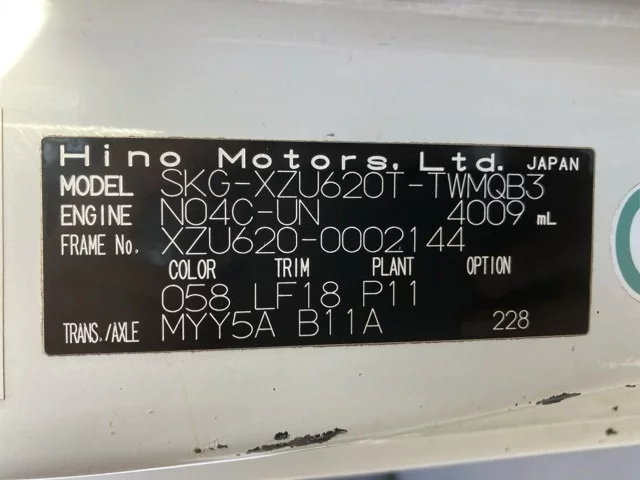 Hino Motors, Ltd. JAPAN
MODEL SKG-XZU620T-TWMQB3
ENGINE N04C-UN 4009 mL
FRAME No. XZU620-0002144
COLOR TRIM PLANT OPTION
058 LF18 P11
TRANS./AXLE MYY5A B11A 228